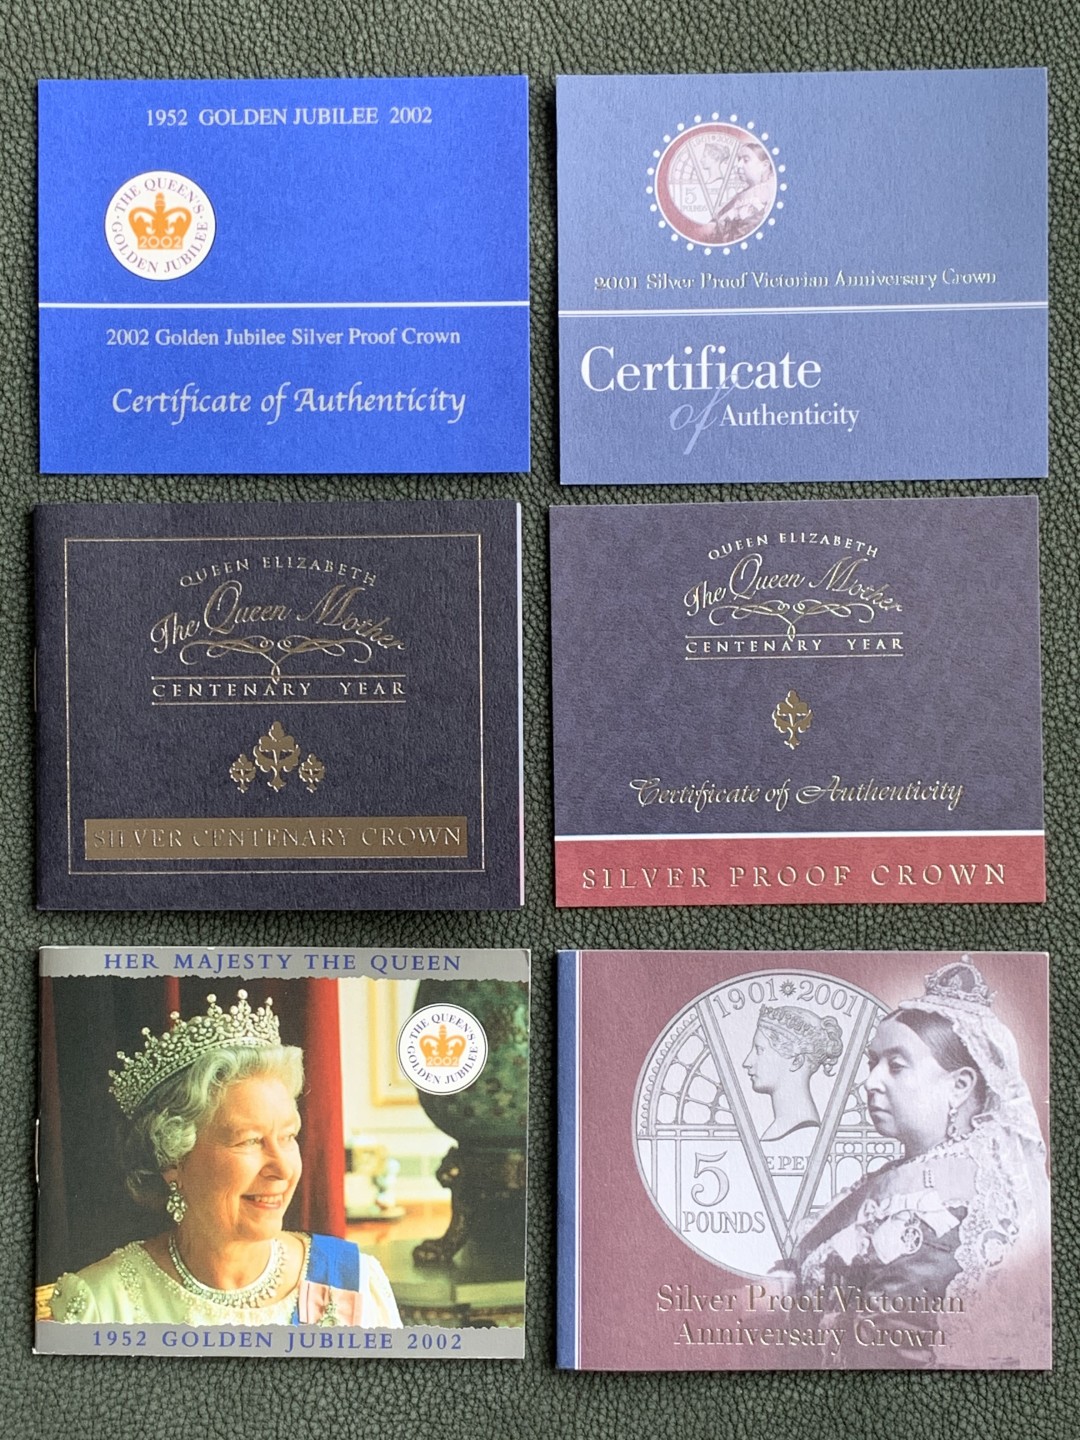 1952 GOLDEN JUBILEE 2002
THE QUEEN'S
2002
GOLDEN JUBILEE
2002 Golden Jubilee Silver Proof Crown
Certificate of Authenticity
5
POUNDS
2001 Silver Proof Victorian Anniversary Crown
Certificate
of Authenticity
QUEEN ELIZABETH
The Queen Mother
CENTENARY YEAR
SILVER CENTENARY CROWN
QUEEN ELIZABETH
The Queen Mother
CENTENARY YEAR
Certificate of Authenticity
SILVER PROOF CROWN
HER MAJESTY THE QUEEN
THE QUEEN'S
2002
GOLDEN JUBILEE
1952 GOLDEN JUBILEE 2002
1901 2001
E PE
5
POUNDS
Silver Proof Victorian
Anniversary Crown